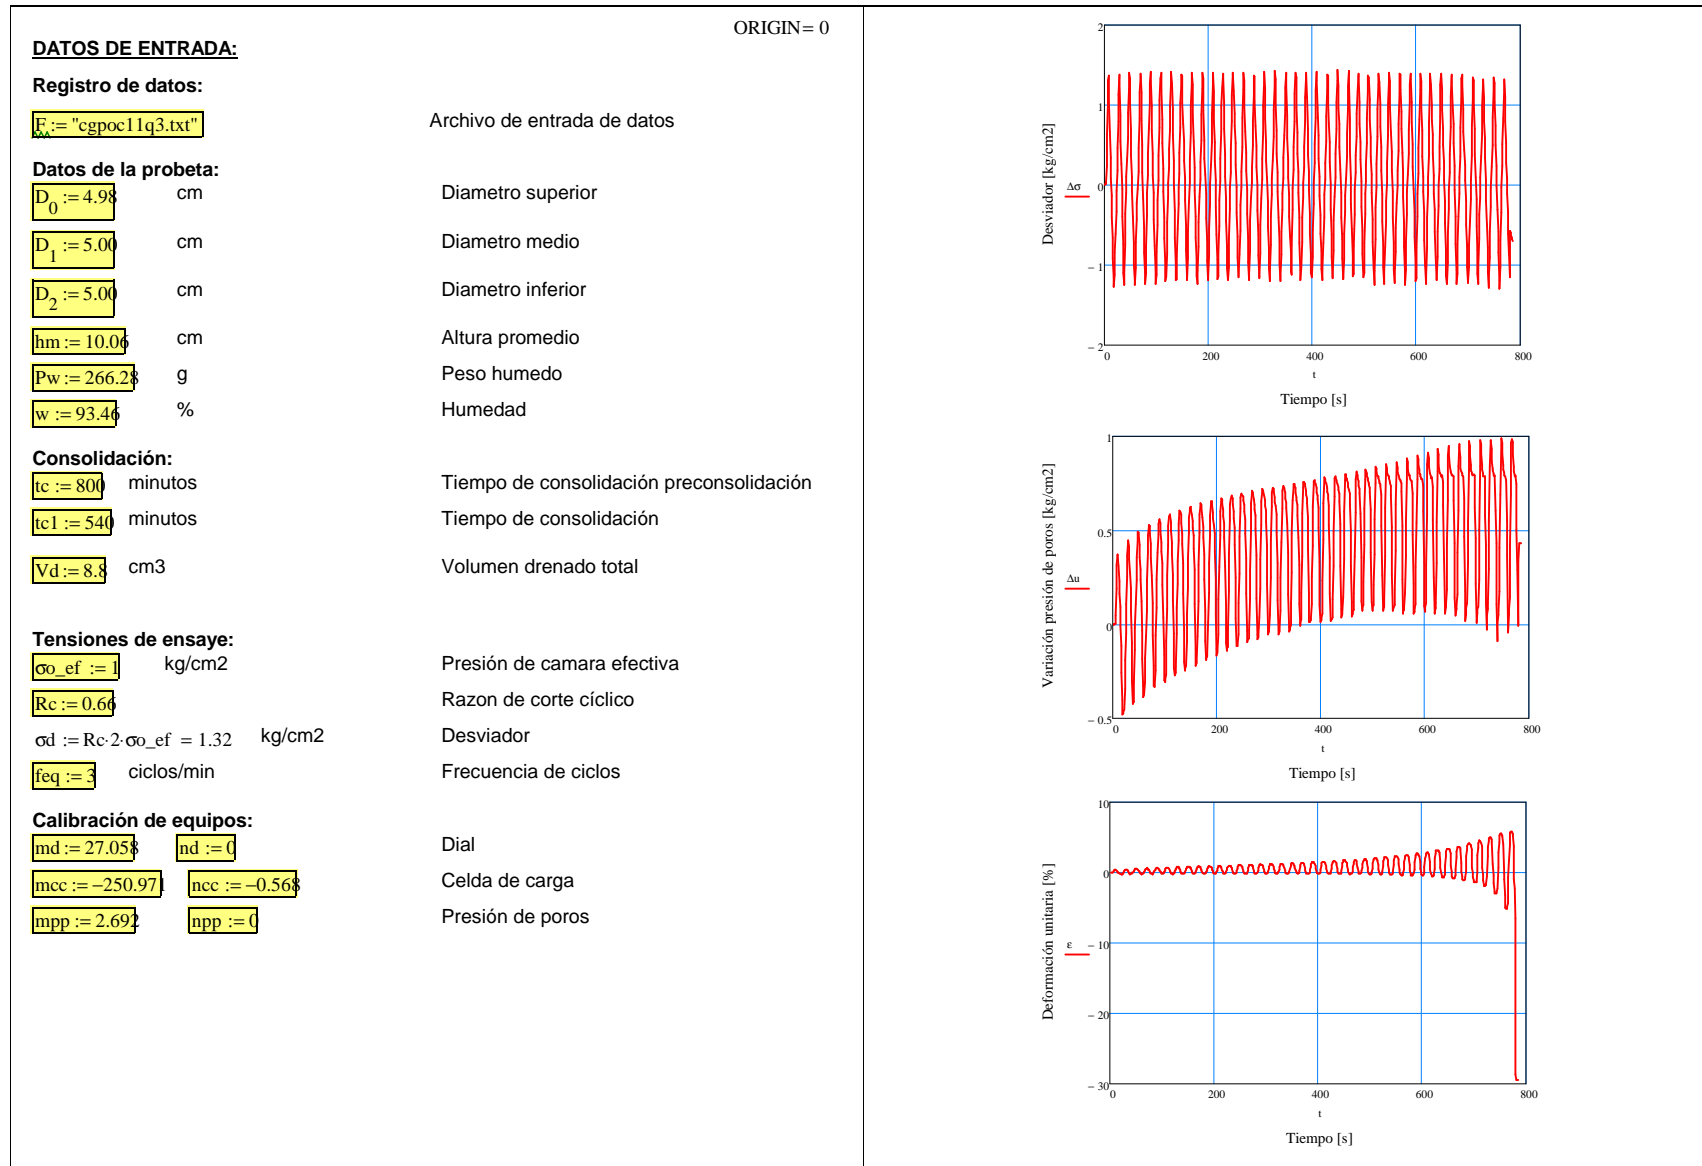 ORIGIN= 0
DATOS DE ENTRADA:
Registro de datos:
F := "cgpoc11q3.txt" Archivo de entrada de datos
Datos de la probeta:
D0 := 4.98 cm Diametro superior
D1 := 5.00 cm Diametro medio
D2 := 5.00 cm Diametro inferior
hm := 10.06 cm Altura promedio
Pw := 266.28 g Peso humedo
w := 93.46 % Humedad
Consolidación:
tc := 800 minutos Tiempo de consolidación preconsolidación
tc1 := 540 minutos Tiempo de consolidación
Vd := 8.8 cm3 Volumen drenado total
Tensiones de ensaye:
σo_ef := 1 kg/cm2 Presión de camara efectiva
Rc := 0.66 Razon de corte cíclico
σd := Rc·2·σo_ef = 1.32 kg/cm2 Desviador
feq := 3 ciclos/min Frecuencia de ciclos
Calibración de equipos:
md := 27.058 nd := 0 Dial
mcc := −250.971 ncc := −0.568 Celda de carga
mpp := 2.692 npp := 0 Presión de poros
Desviador [kg/cm2]
Δσ
2
1
0
− 1
− 2
0 200 400 600 800
t
Tiempo [s]
Variación presión de poros [kg/cm2]
Δu
1
0.5
0
− 0.5
0 200 400 600 800
t
Tiempo [s]
Deformación unitaria [%]
ε
10
0
− 10
− 20
− 30
0 200 400 600 800
t
Tiempo [s]